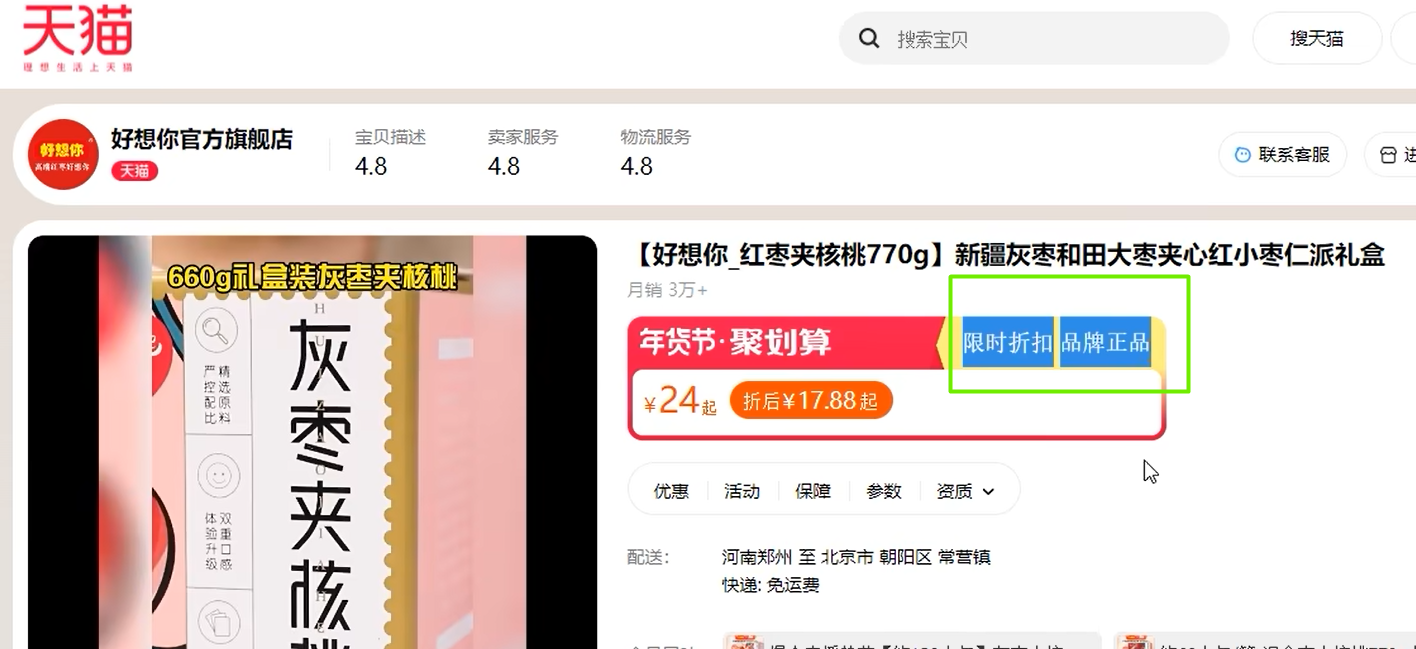 天猫
理想生活上天猫
搜索宝贝
搜天猫
好想你
高端红枣好想你
好想你官方旗舰店
天猫
宝贝描述
4.8
卖家服务
4.8
物流服务
4.8
联系客服
进
660g礼盒装灰枣夹核桃
精选原料
严控配比
双重口感
体验升级
灰枣夹核桃
【好想你_红枣夹核桃770g】新疆灰枣和田大枣夹心红小枣仁派礼盒
月销 3万+
年货节·聚划算
限时折扣 品牌正品
¥24起
折后¥17.88起
优惠
活动
保障
参数
资质
配送：
河南郑州 至 北京市 朝阳区 常营镇
快递: 免运费